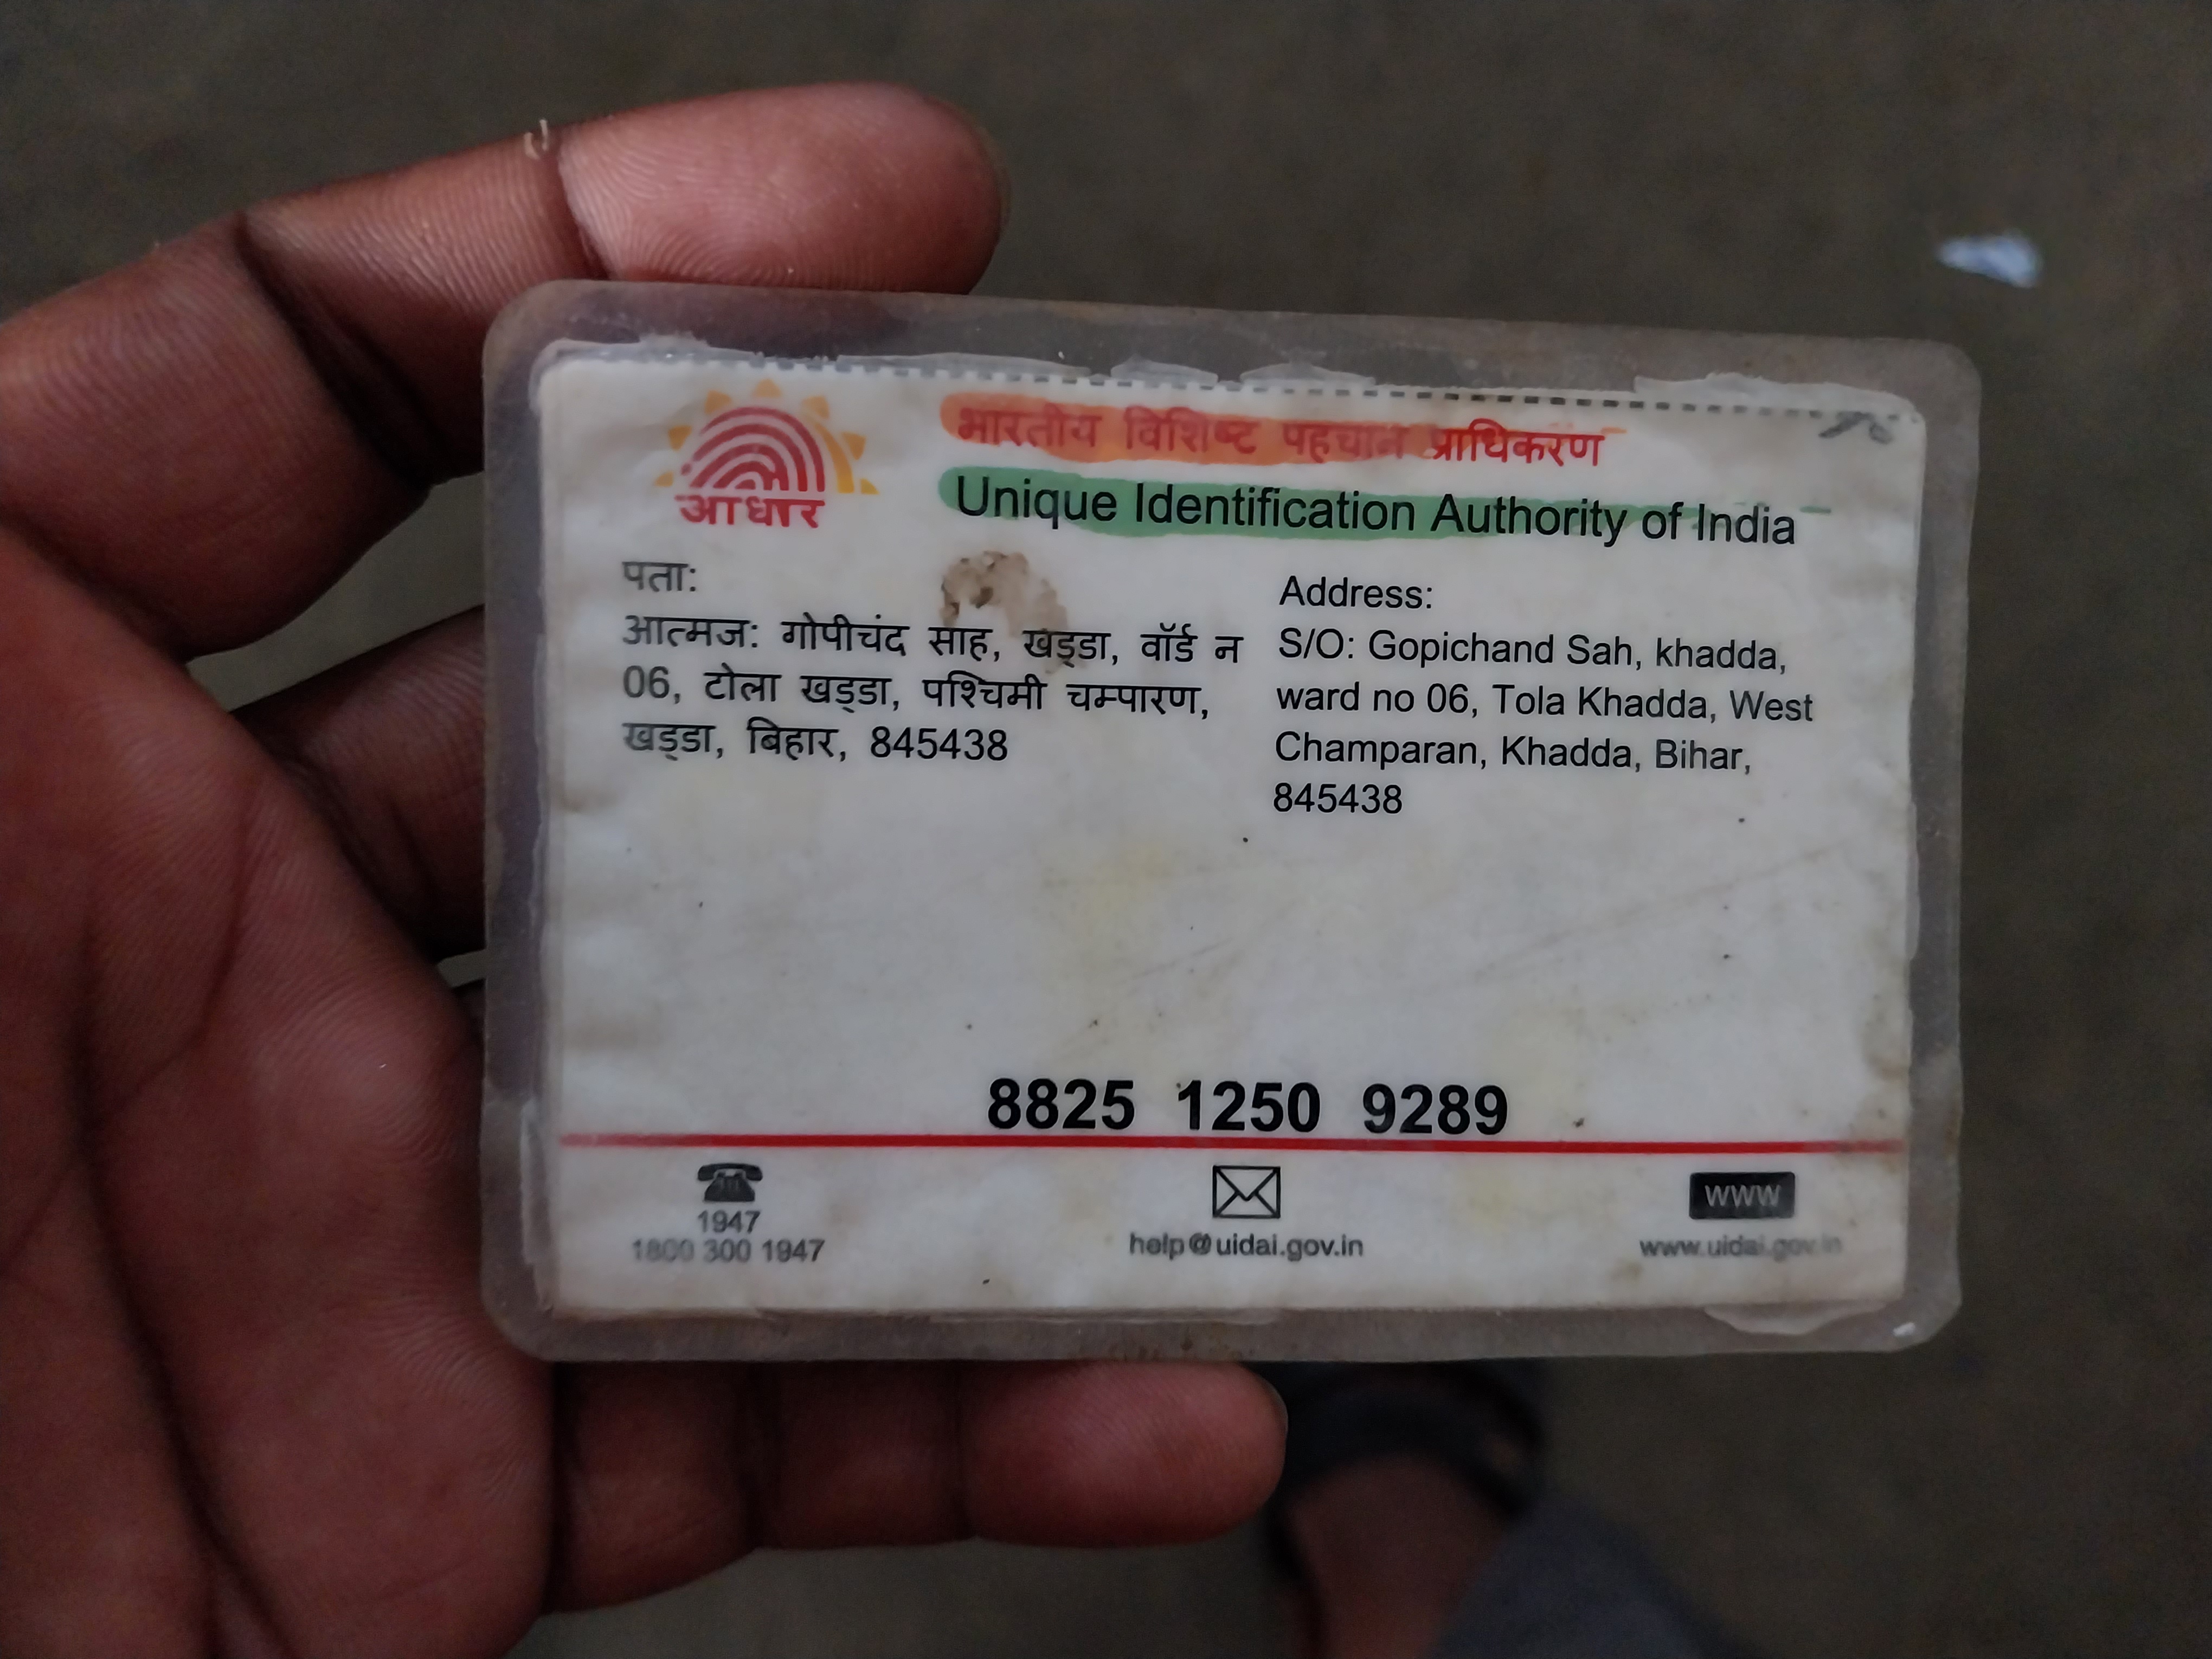 आधार
भारतीय विशिष्ट पहचान प्राधिकरण
Unique Identification Authority of India
पता:
आत्मज: गोपीचंद साह, खड्डा, वॉर्ड न
06, टोला खड्डा, पश्चिमी चम्पारण,
खड्डा, बिहार, 845438
Address:
S/O: Gopichand Sah, khadda,
ward no 06, Tola Khadda, West
Champaran, Khadda, Bihar,
845438
8825 1250 9289
1947
1800 300 1947
help@uidai.gov.in
www
www.uidai.gov.in